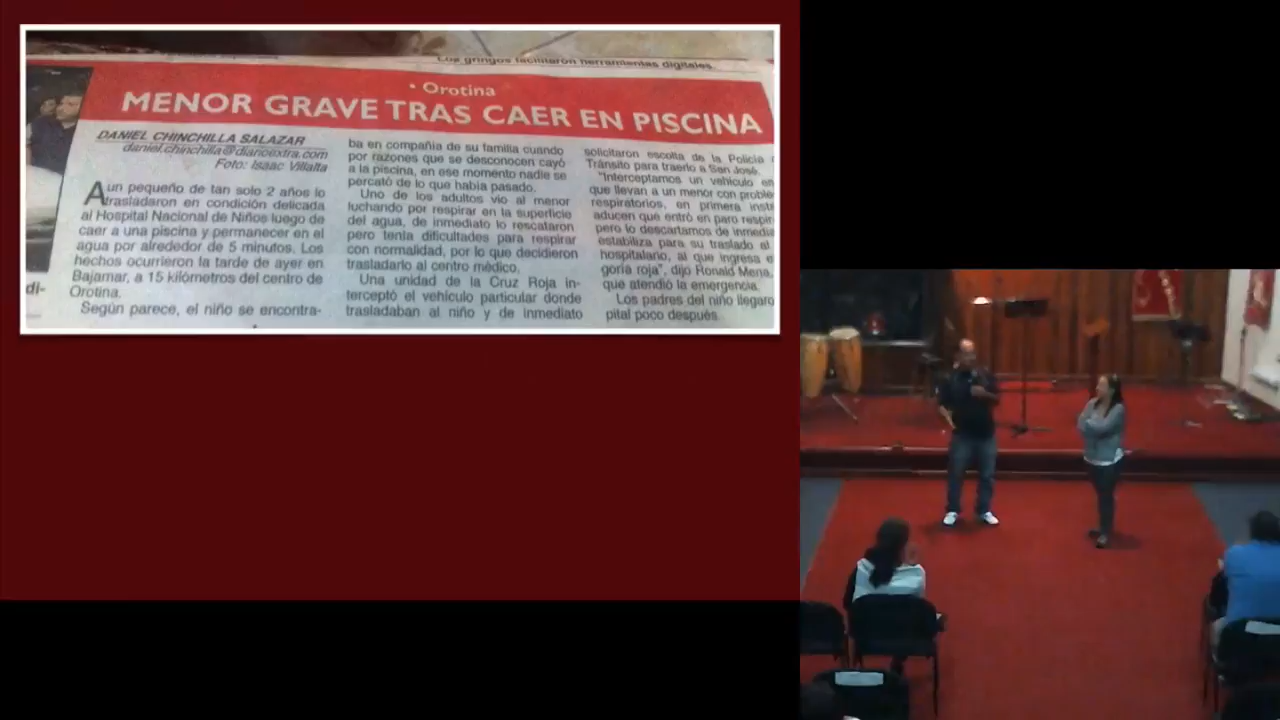 Los gringos facilitaron herramientas digitales.
• Orotina
MENOR GRAVE TRAS CAER EN PISCINA
DANIEL CHINCHILLA SALAZAR
daniel.chinchilla@diarioextra.com
Foto: Isaac Villalta
Aun pequeño de tan solo 2 años lo
trasladaron en condición delicada
al Hospital Nacional de Niños luego de
caer a una piscina y permanecer en el
agua por alrededor de 5 minutos. Los
hechos ocurrieron la tarde de ayer en
Bajamar, a 15 kilómetros del centro de
Orotina.
Según parece, el niño se encontra-
ba en compañía de su familia cuando
por razones que se desconocen cayó
a la piscina, en ese momento nadie se
percató de lo que había pasado.
Uno de los adultos vio al menor
luchando por respirar en la superficie
del agua, de inmediato lo rescataron
pero tenía dificultades para respirar
con normalidad, por lo que decidieron
trasladarlo al centro médico.
Una unidad de la Cruz Roja in-
terceptó el vehículo particular donde
trasladaban al niño y de inmediato
solicitaron escolta de la Policía
Tránsito para traerlo a San José.
"Interceptamos un vehículo en
que llevan a un menor con proble
respiratorios, en primera inst
aducen que entró en paro respir
pero lo descartamos de inmedia
estabiliza para su traslado al
hospitalario, al que ingresa e
goría roja", dijo Ronald Mena,
que atendió la emergencia.
Los padres del niño llegaro
pital poco después.
di-